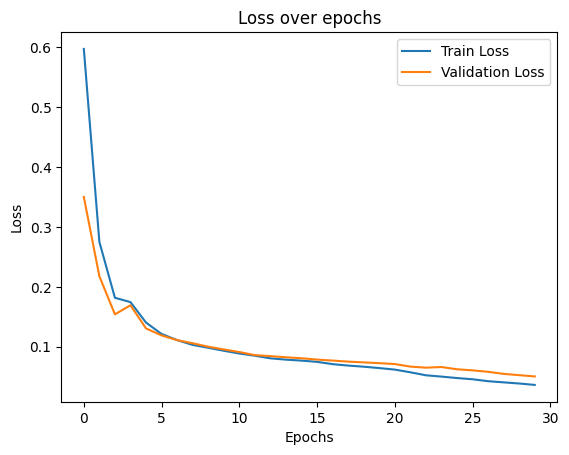 Loss over epochs
Train Loss
Validation Loss
Loss
0.6
0.5
0.4
0.3
0.2
0.1
0 5 10 15 20 25 30
Epochs